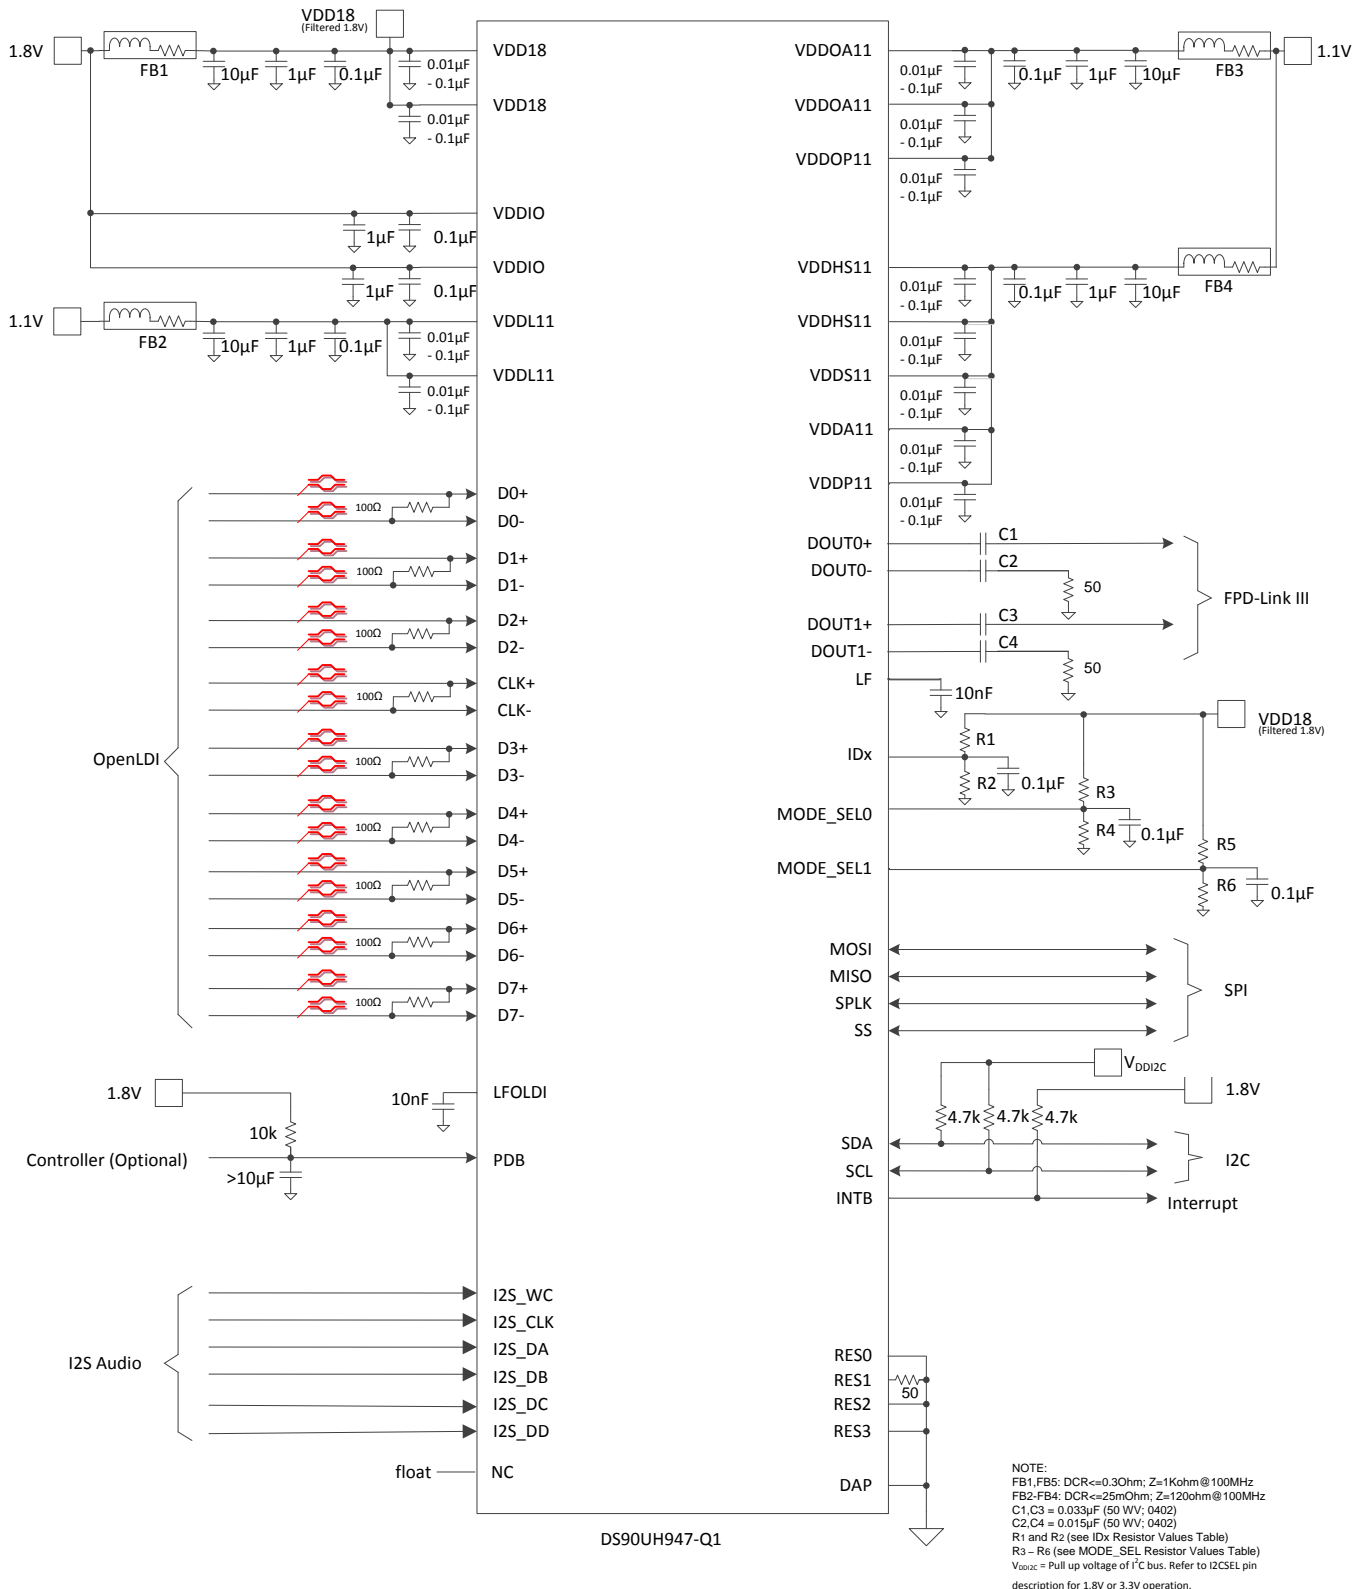 VDD18
(Filtered 1.8V)
1.8V
FB1
10µF
1µF
0.1µF
0.01µF
- 0.1µF
VDD18
0.01µF
- 0.1µF
VDD18
1µF
0.1µF
VDDIO
1µF
0.1µF
VDDIO
1.1V
FB2
10µF
1µF
0.1µF
0.01µF
- 0.1µF
VDDL11
0.01µF
- 0.1µF
VDDL11
OpenLDI
100Ω
D0+
D0-
100Ω
D1+
D1-
100Ω
D2+
D2-
100Ω
CLK+
CLK-
100Ω
D3+
D3-
100Ω
D4+
D4-
100Ω
D5+
D5-
100Ω
D6+
D6-
100Ω
D7+
D7-
10nF
LFOLDI
1.8V
10k
Controller (Optional)
>10µF
PDB
I2S Audio
I2S_WC
I2S_CLK
I2S_DA
I2S_DB
I2S_DC
I2S_DD
float
NC
VDDOA11
0.01µF
- 0.1µF
0.1µF
1µF
10µF
FB3
1.1V
VDDOA11
0.01µF
- 0.1µF
VDDOP11
0.01µF
- 0.1µF
VDDHS11
0.01µF
- 0.1µF
0.1µF
1µF
10µF
FB4
VDDHS11
0.01µF
- 0.1µF
VDDS11
0.01µF
- 0.1µF
VDDA11
0.01µF
- 0.1µF
VDDP11
0.01µF
- 0.1µF
DOUT0+
C1
DOUT0-
C2
50
DOUT1+
C3
DOUT1-
C4
50
FPD-Link III
LF
10nF
VDD18
(Filtered 1.8V)
IDx
R1
R2
0.1µF
MODE_SEL0
R3
R4
0.1µF
MODE_SEL1
R5
R6
0.1µF
MOSI
MISO
SPLK
SS
SPI
VDDI2C
1.8V
4.7k
4.7k
4.7k
SDA
SCL
I2C
INTB
Interrupt
RES0
RES1
50
RES2
RES3
DAP
DS90UH947-Q1
NOTE:
FB1,FB5: DCR<=0.3Ohm; Z=1Kohm@100MHz
FB2-FB4: DCR<=25mOhm; Z=120ohm@100MHz
C1,C3 = 0.033µF (50 WV; 0402)
C2,C4 = 0.015µF (50 WV; 0402)
R1 and R2 (see IDx Resistor Values Table)
R3 – R6 (see MODE_SEL Resistor Values Table)
VDDI2C = Pull up voltage of I²C bus. Refer to I2CSEL pin
description for 1.8V or 3.3V operation.